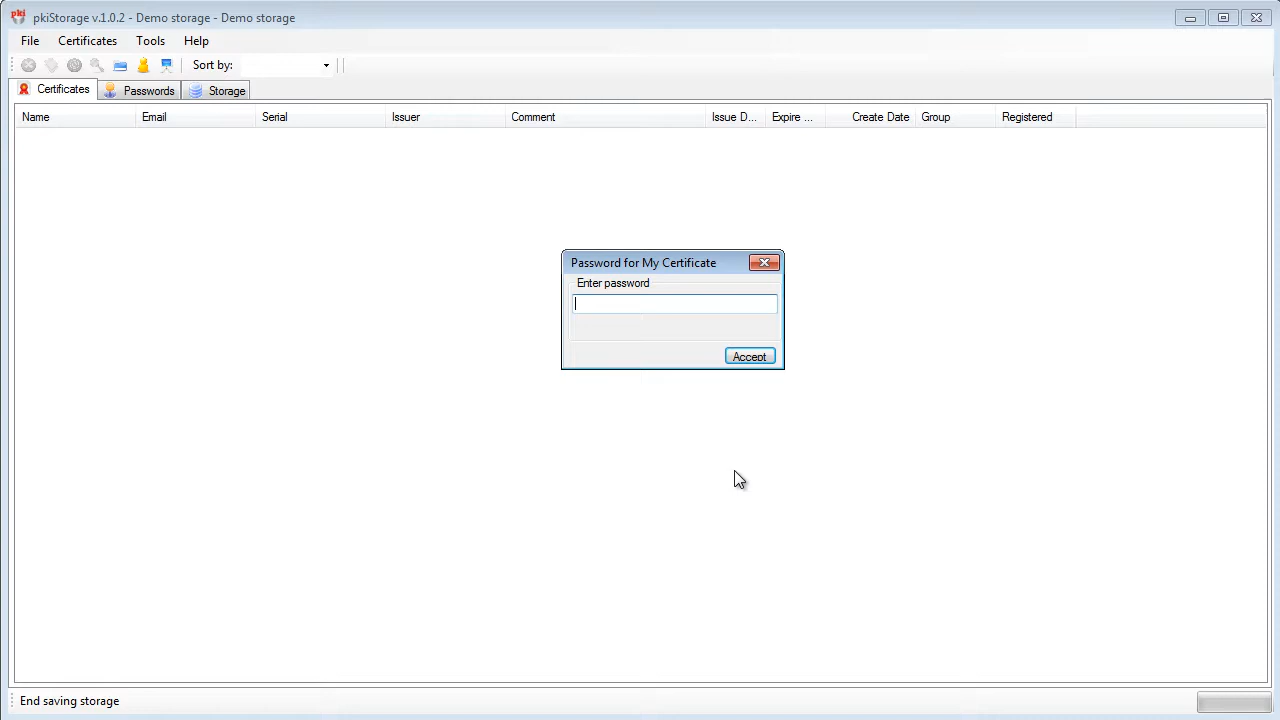 pki pkiStorage v.1.0.2 - Demo storage - Demo storage
File Certificates Tools Help
Sort by:
Certificates Passwords Storage
Name Email Serial Issuer Comment Issue D... Expire ... Create Date Group Registered
Password for My Certificate
Enter password
Accept
End saving storage